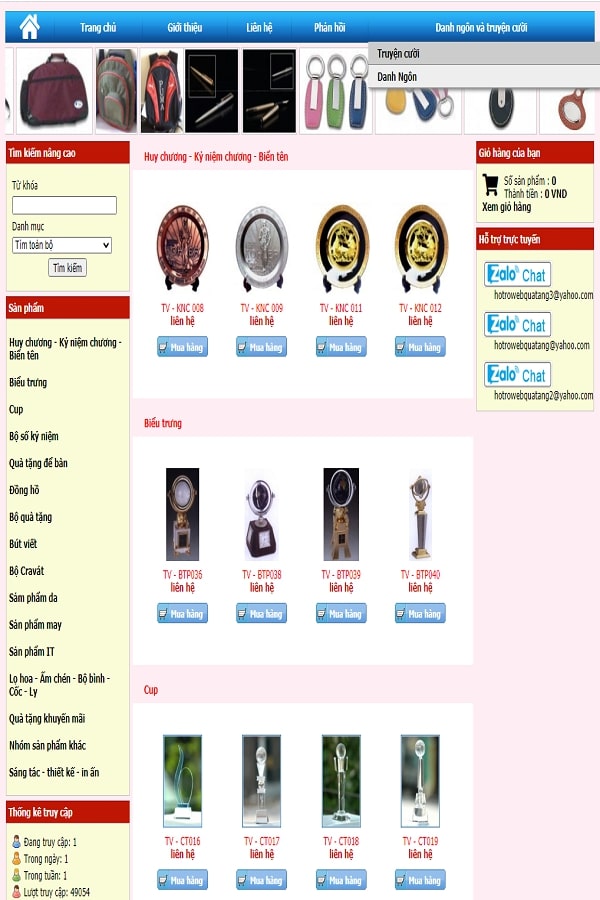 Trang chủ
Giới thiệu
Liên hệ
Phản hồi
Danh ngôn và truyện cười
Truyện cười
Danh Ngôn
Tìm kiếm nâng cao
Từ khóa
Danh mục
Tìm toàn bộ
Tìm kiếm
Sản phẩm
Huy chương - Ký niệm chương -
Biển tên
Biểu trưng
Cup
Bộ số ký niệm
Quà tặng để bàn
Đồng hồ
Bộ quà tặng
Bút viết
Bộ Cravát
Sảm phẩm da
Sản phẩm may
Sản phẩm IT
Lọ hoa - Ấm chén - Bộ bình -
Cốc - Ly
Quà tặng khuyến mãi
Nhóm sản phẩm khác
Sáng tác - thiết kế - in ấn
Thống kê truy cập
Đang truy cập: 1
Trong ngày: 1
Trong tuần: 1
Lượt truy cập: 49054
Huy chương - Ký niệm chương - Biển tên
TV - KNC 008
liên hệ
Mua hàng
TV - KNC 009
liên hệ
Mua hàng
TV - KNC 011
liên hệ
Mua hàng
TV - KNC 012
liên hệ
Mua hàng
Biểu trưng
TV - BTP036
liên hệ
Mua hàng
TV - BTP038
liên hệ
Mua hàng
TV - BTP039
liên hệ
Mua hàng
TV - BTP040
liên hệ
Mua hàng
Cup
TV - CT016
liên hệ
Mua hàng
TV - CT017
liên hệ
Mua hàng
TV - CT018
liên hệ
Mua hàng
TV - CT019
liên hệ
Mua hàng
Giỏ hàng của bạn
Số sản phẩm : 0
Thành tiền : 0 VND
Xem giỏ hàng
Hỗ trợ trực tuyến
Zalo Chat
hotrowebquatang3@yahoo.com
Zalo Chat
hotrowebquatang@yahoo.com
Zalo Chat
hotrowebquatang2@yahoo.com